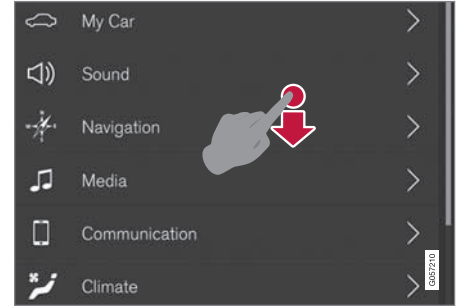 My Car
Sound
Navigation
Media
Communication
Climate
G057210